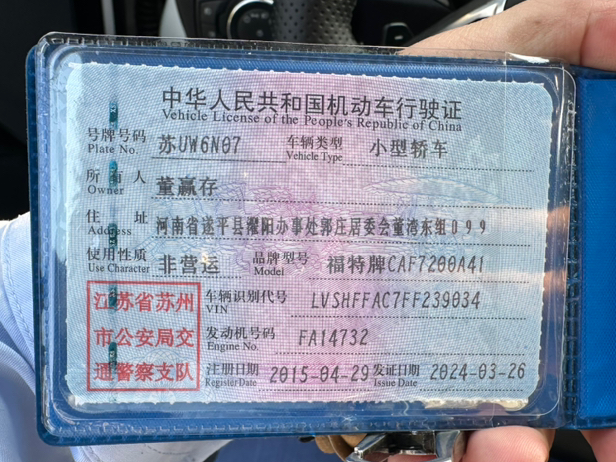 中华人民共和国机动车行驶证
Vehicle License of the People's Republic of China
号牌号码 苏UW6N07 车辆类型 小型轿车
Plate No. Vehicle Type
所有人 董赢存
Owner
住址 河南省遂平县灈阳办事处郭庄居委会董湾东组099
Address
使用性质 非营运 品牌型号 福特牌CAF7200A41
Use Character Model
江苏省苏州 车辆识别代号 LVSHFFAC7FF239034
VIN
市公安局交 发动机号码 FA14732
Engine No.
通警察支队 注册日期 2015-04-29 发证日期 2024-03-26
Register Date Issue Date